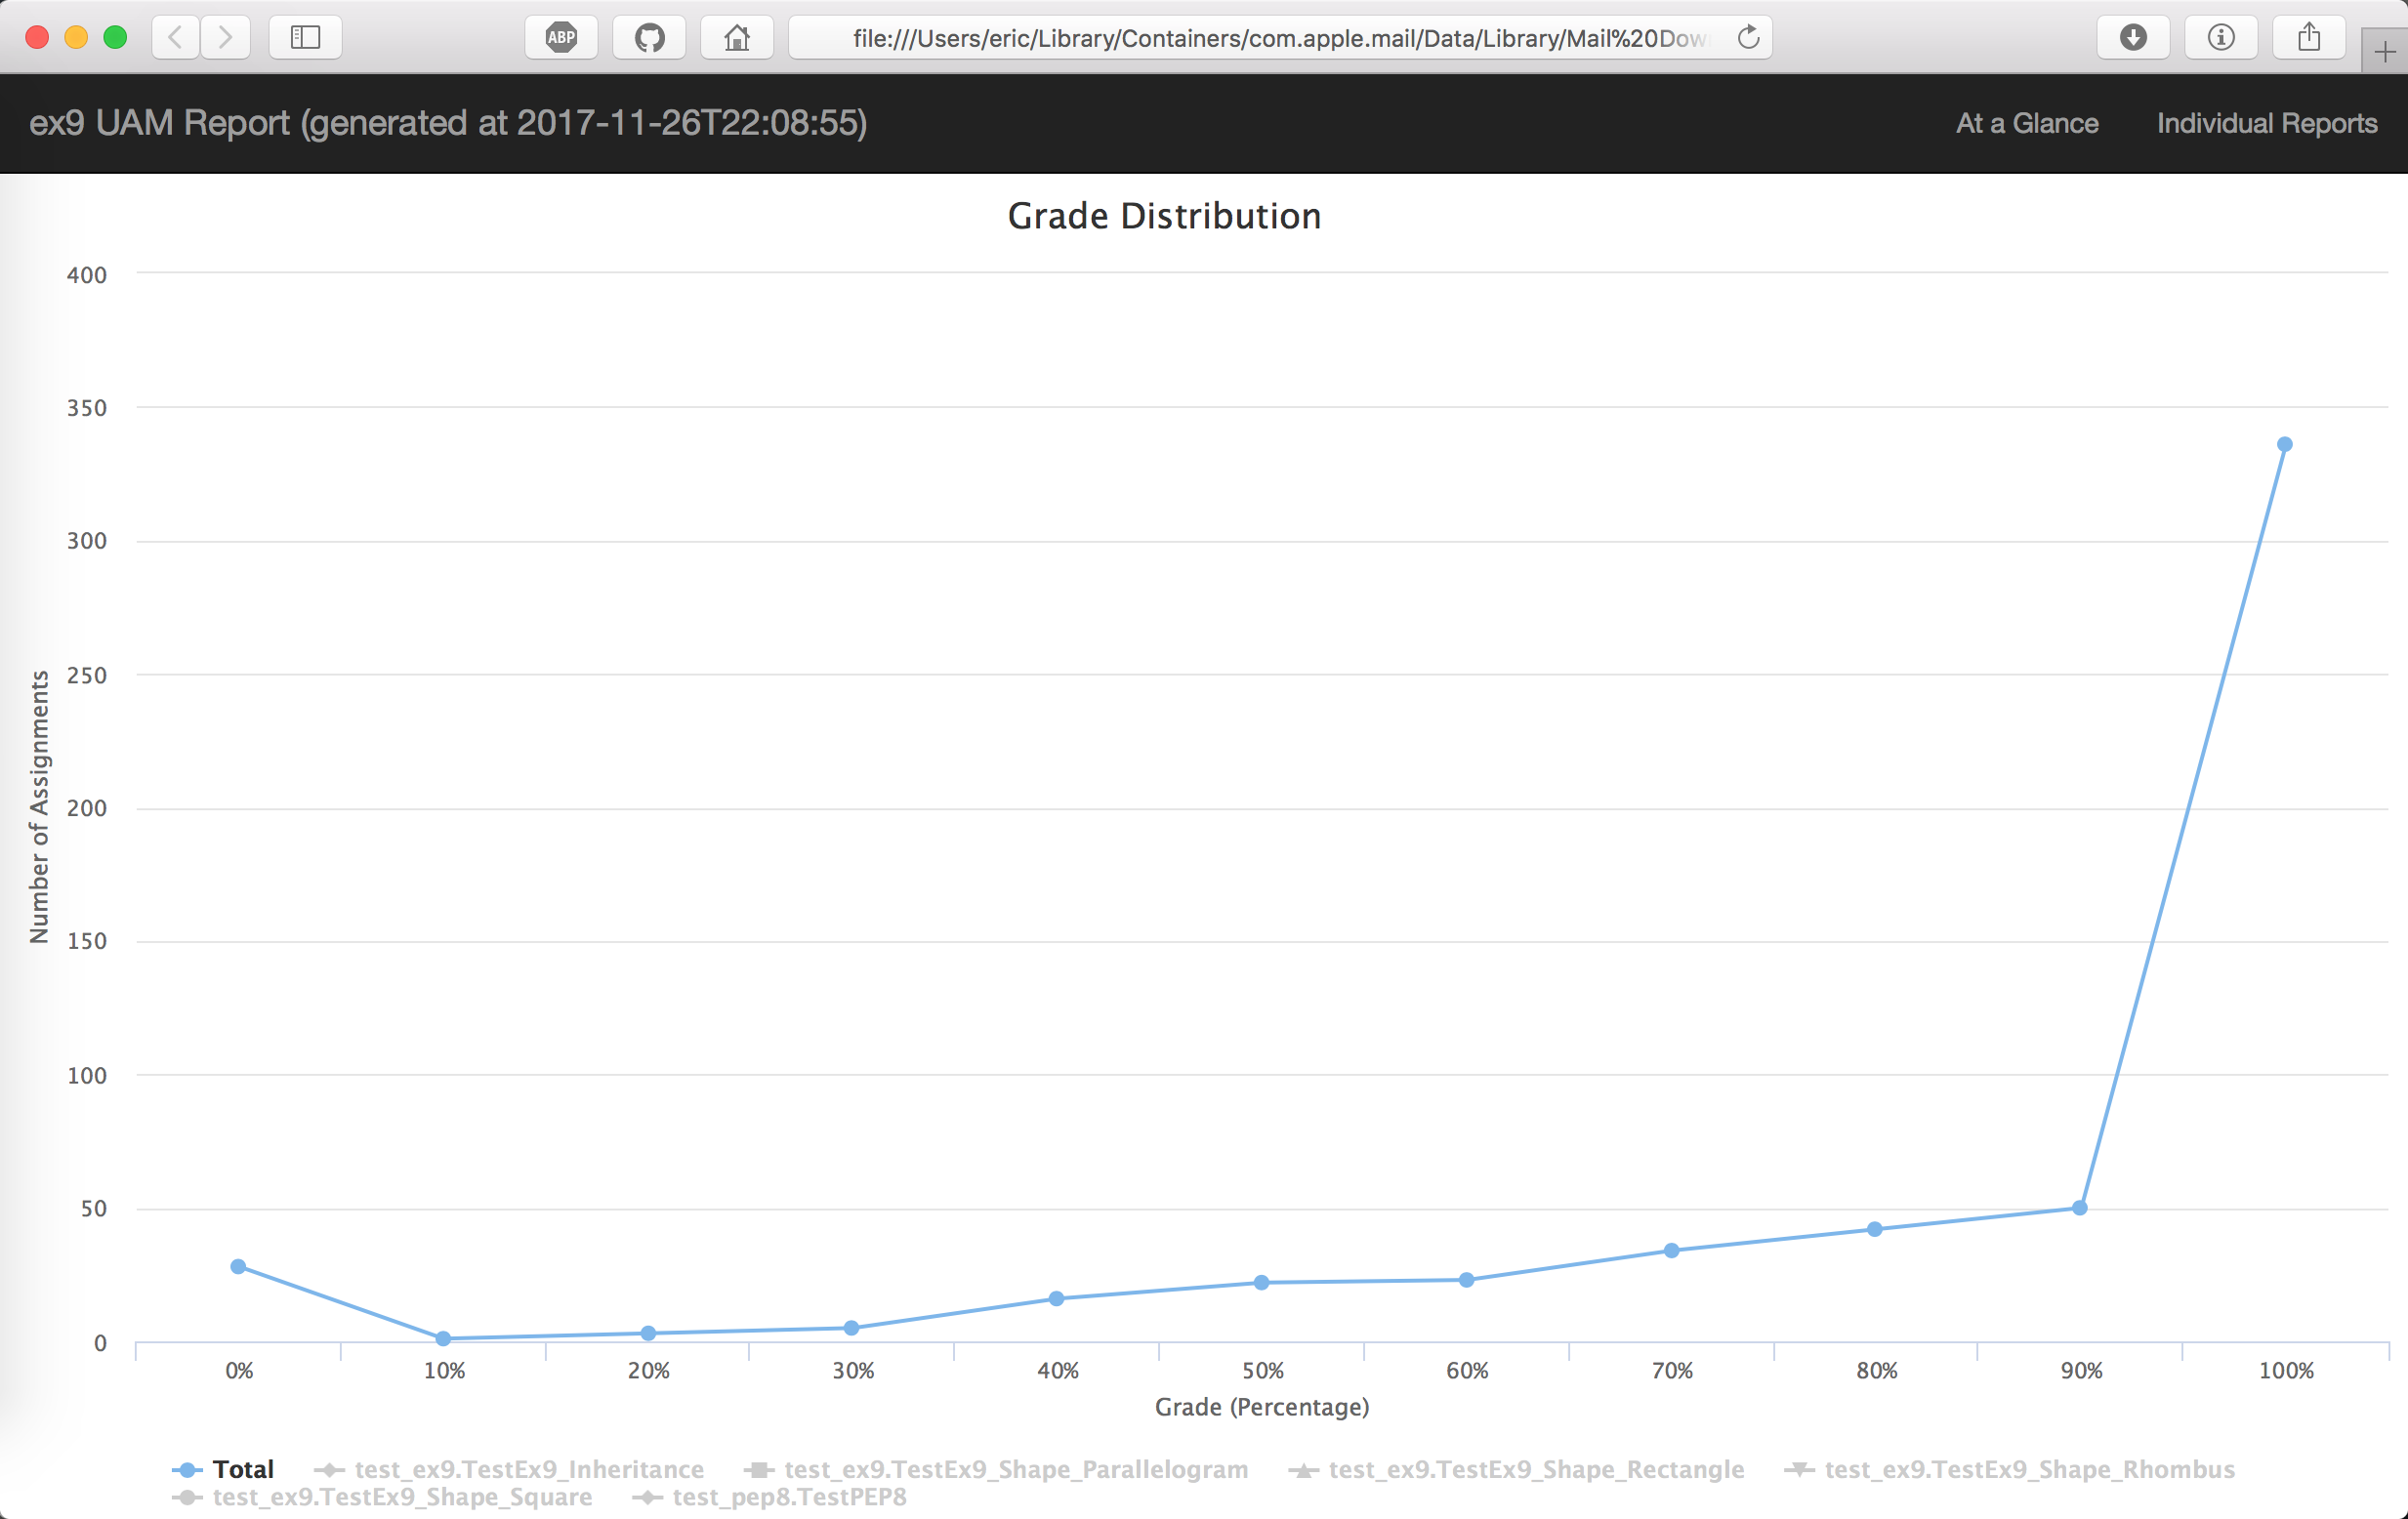 ABP
file:///Users/eric/Library/Containers/com.apple.mail/Data/Library/Mail%20Dow
ex9 UAM Report (generated at 2017-11-26T22:08:55)
At a Glance
Individual Reports
Grade Distribution
Number of Assignments
400
350
300
250
200
150
100
50
0
0% 10% 20% 30% 40% 50% 60% 70% 80% 90% 100%
Grade (Percentage)
Total test_ex9.TestEx9_Inheritance test_ex9.TestEx9_Shape_Parallelogram test_ex9.TestEx9_Shape_Rectangle test_ex9.TestEx9_Shape_Rhombus
test_ex9.TestEx9_Shape_Square test_pep8.TestPEP8